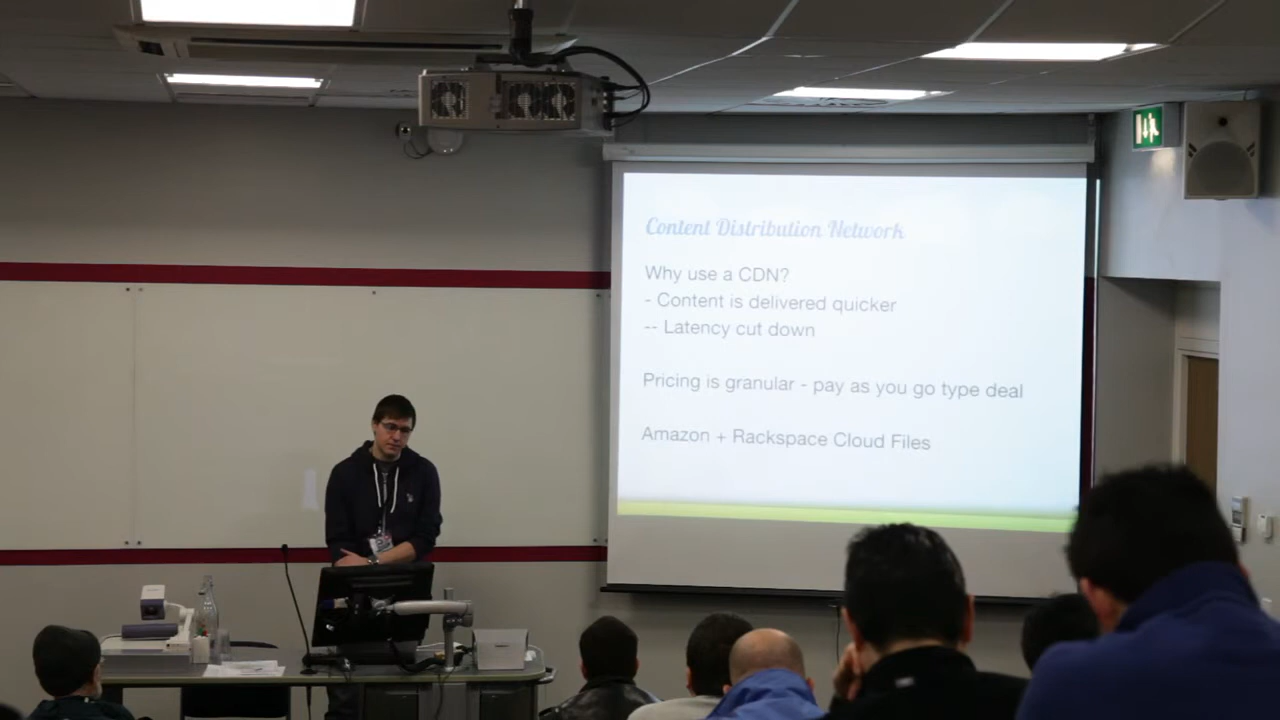 Content Distribution Network
Why use a CDN?
- Content is delivered quicker
-- Latency cut down
Pricing is granular - pay as you go type deal
Amazon + Rackspace Cloud Files